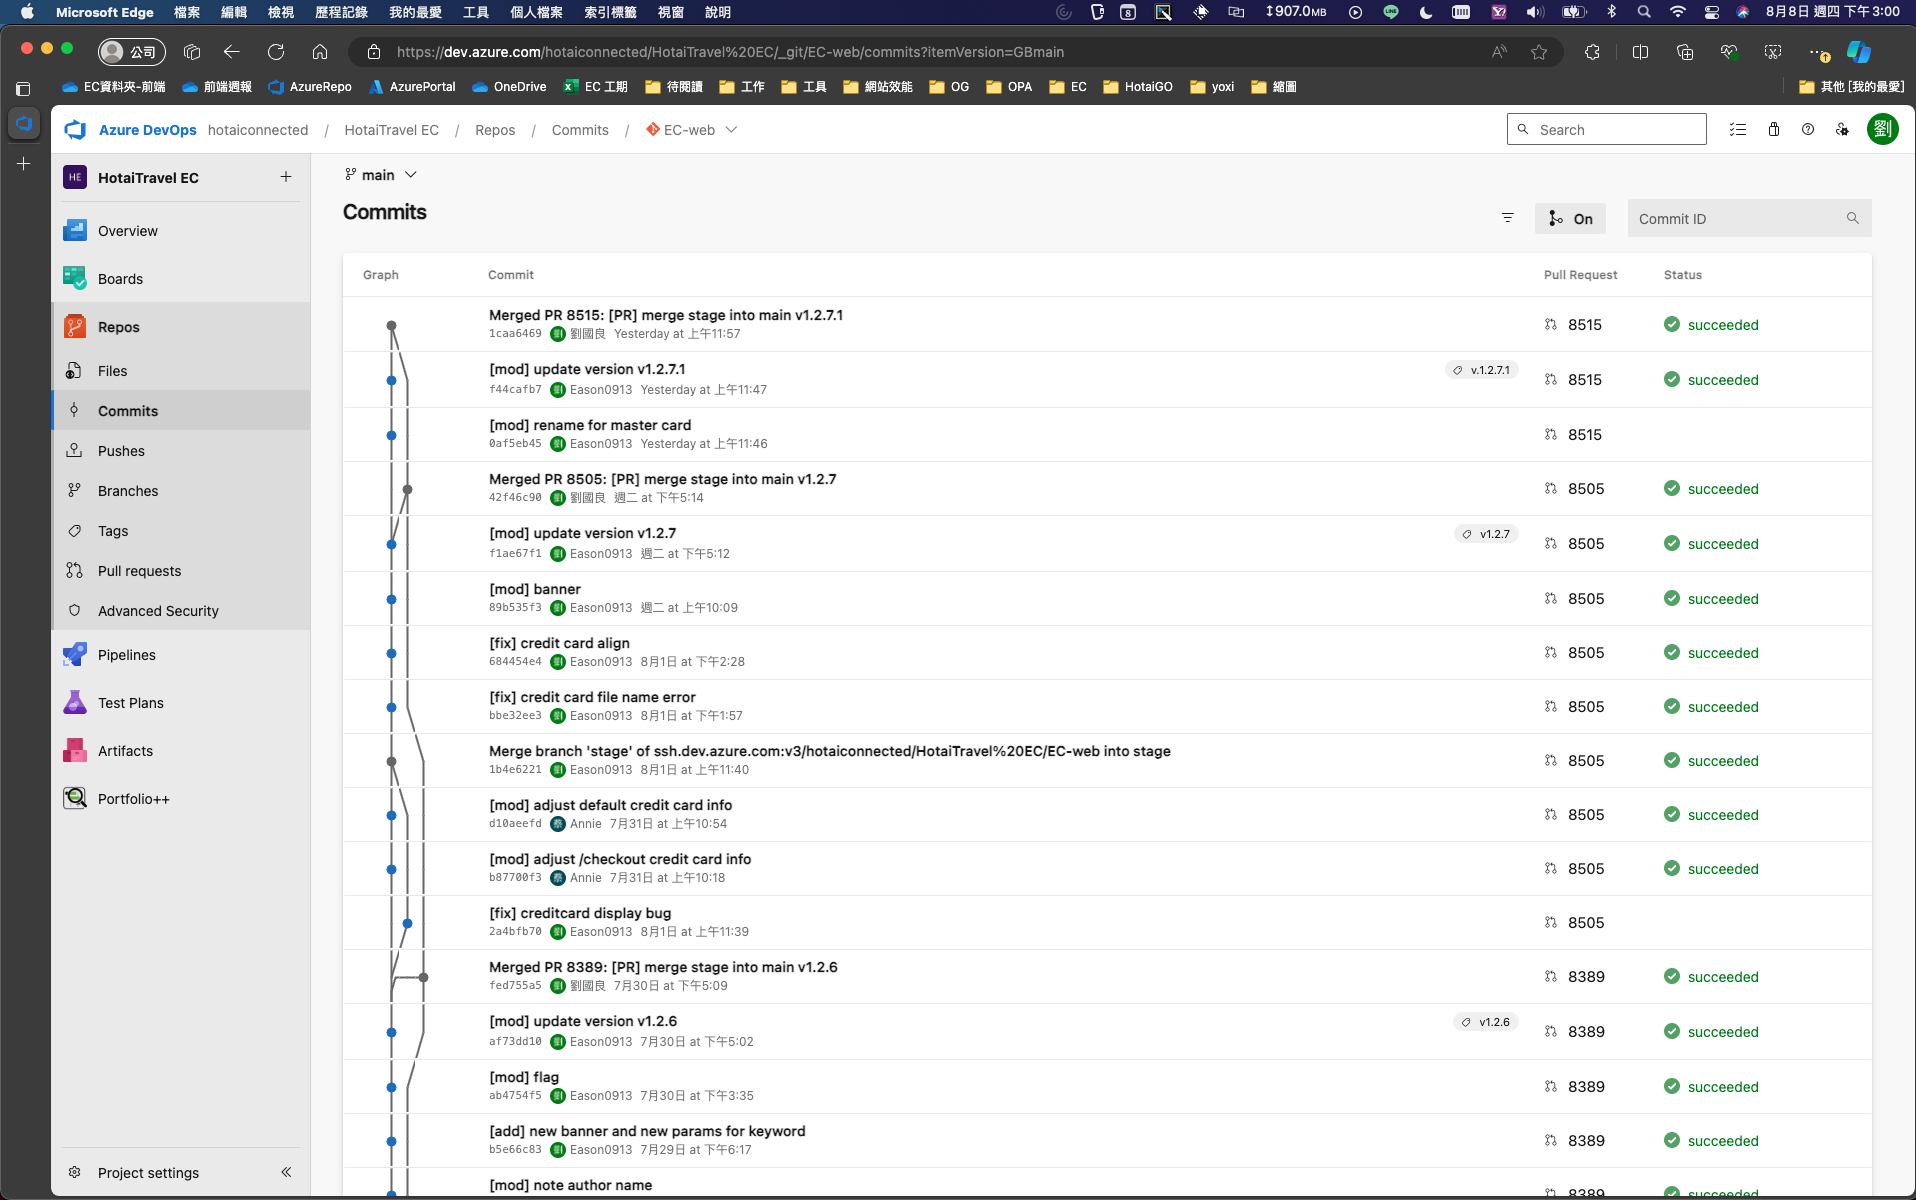 Microsoft Edge 檔案 編輯 檢視 歷程記錄 我的最愛 工具 個人檔案 索引標籤 視窗 說明 907.0MB 8月8日 週四 下午3:00
公司 https://dev.azure.com/hotaiconnected/HotaiTravel%20EC/_git/EC-web/commits?itemVersion=GBmain
EC資料夾-前端 前端週報 AzureRepo AzurePortal OneDrive EC 工期 待閱讀 工作 工具 網站效能 OG OPA EC HotaiGO yoxi 縮圖 其他 [我的最愛]
Azure DevOps hotaiconnected / HotaiTravel EC / Repos / Commits / EC-web Search 劉
HE HotaiTravel EC
Overview
Boards
Repos
Files
Commits
Pushes
Branches
Tags
Pull requests
Advanced Security
Pipelines
Test Plans
Artifacts
Portfolio++
Project settings
main
Commits
On Commit ID
Graph Commit Pull Request Status
Merged PR 8515: [PR] merge stage into main v1.2.7.1
1caa6469 劉國良 Yesterday at 上午11:57 8515 succeeded
[mod] update version v1.2.7.1 v.1.2.7.1
f44cafb7 Eason0913 Yesterday at 上午11:47 8515 succeeded
[mod] rename for master card
0af5eb45 Eason0913 Yesterday at 上午11:46 8515
Merged PR 8505: [PR] merge stage into main v1.2.7
42f46c90 劉國良 週二 at 下午5:14 8505 succeeded
[mod] update version v1.2.7 v1.2.7
f1ae67f1 Eason0913 週二 at 下午5:12 8505 succeeded
[mod] banner
89b535f3 Eason0913 週二 at 上午10:09 8505 succeeded
[fix] credit card align
684454e4 Eason0913 8月1日 at 下午2:28 8505 succeeded
[fix] credit card file name error
bbe32ee3 Eason0913 8月1日 at 下午1:57 8505 succeeded
Merge branch 'stage' of ssh.dev.azure.com:v3/hotaiconnected/HotaiTravel%20EC/EC-web into stage
1b4e6221 Eason0913 8月1日 at 上午11:40 8505 succeeded
[mod] adjust default credit card info
d10aeefd Annie 7月31日 at 上午10:54 8505 succeeded
[mod] adjust /checkout credit card info
b87700f3 Annie 7月31日 at 上午10:18 8505 succeeded
[fix] creditcard display bug
2a4bfb70 Eason0913 8月1日 at 上午11:39 8505
Merged PR 8389: [PR] merge stage into main v1.2.6
fed755a5 劉國良 7月30日 at 下午5:09 8389 succeeded
[mod] update version v1.2.6 v1.2.6
af73dd10 Eason0913 7月30日 at 下午5:02 8389 succeeded
[mod] flag
ab4754f5 Eason0913 7月30日 at 下午3:35 8389 succeeded
[add] new banner and new params for keyword
b5e66c83 Eason0913 7月29日 at 下午6:17 8389 succeeded
[mod] note author name
8389 succeeded